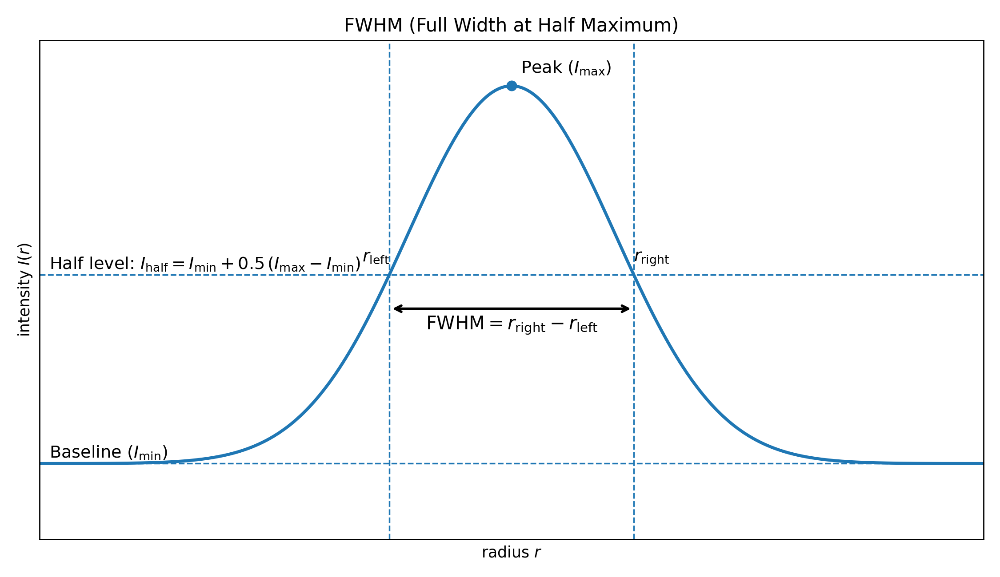 FWHM (Full Width at Half Maximum)
Peak (I_max)
intensity I(r)
Half level: I_half = I_min + 0.5 (I_max − I_min)
r_left
r_right
FWHM = r_right − r_left
Baseline (I_min)
radius r